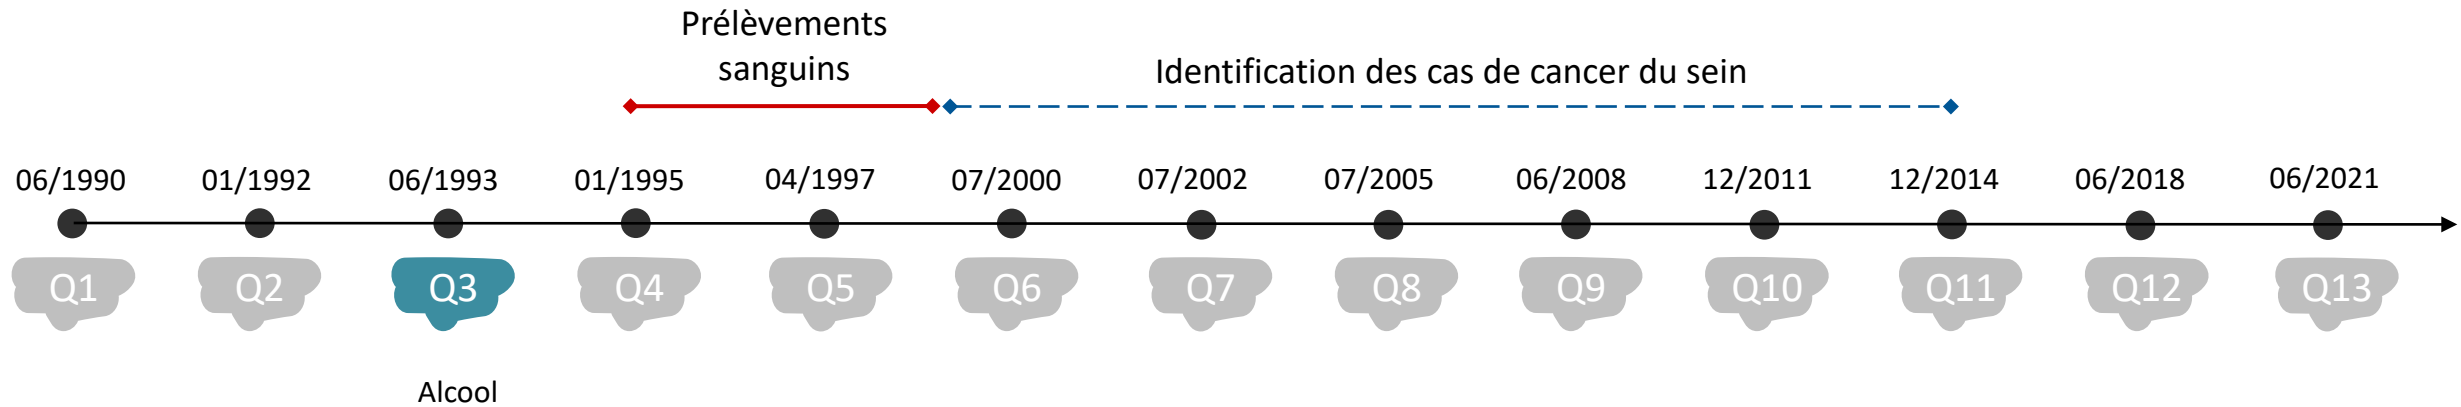 Prélèvements
sanguins
Identification des cas de cancer du sein
06/1990 01/1992 06/1993 01/1995 04/1997 07/2000 07/2002 07/2005 06/2008 12/2011 12/2014 06/2018 06/2021
Q1 Q2 Q3 Q4 Q5 Q6 Q7 Q8 Q9 Q10 Q11 Q12 Q13
Alcool